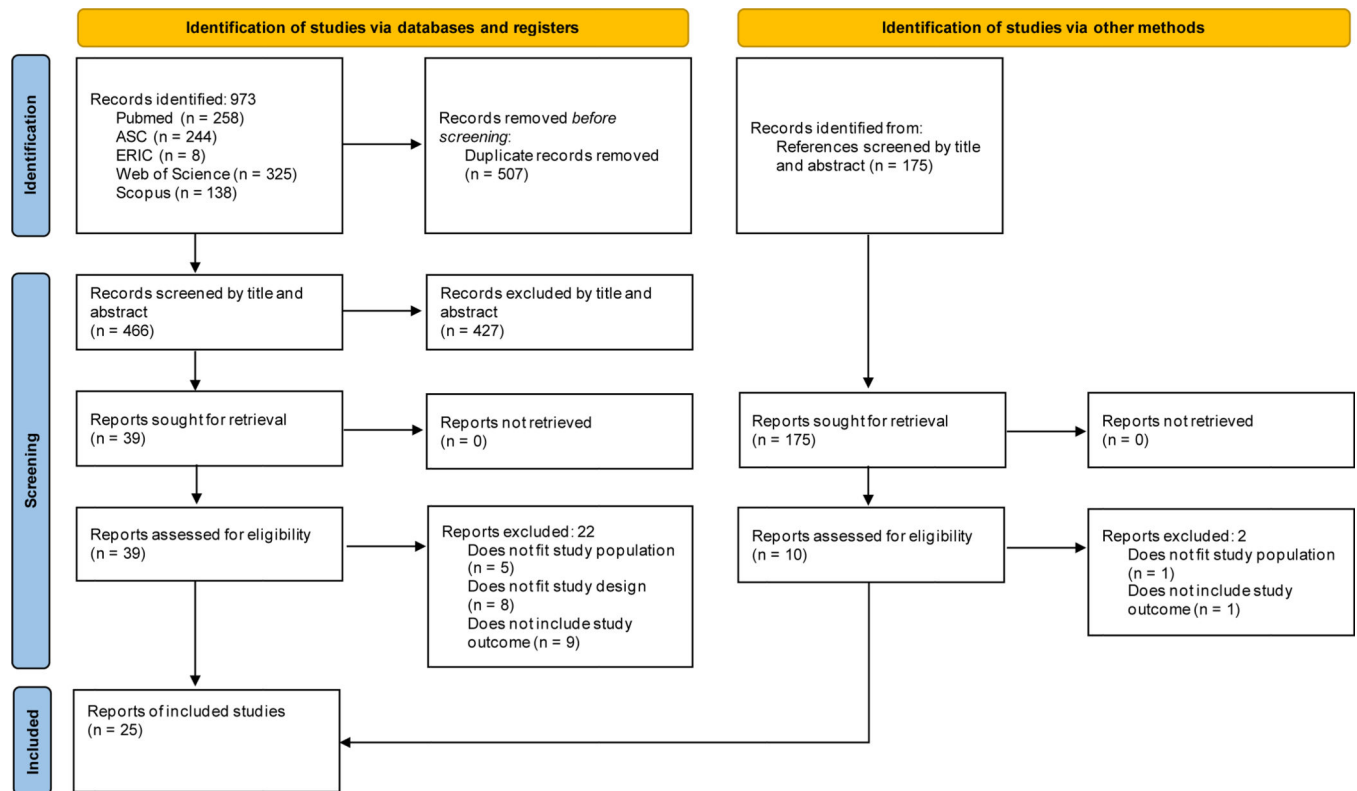 Identification of studies via databases and registers
Identification of studies via other methods
Identification
Records identified: 973
Pubmed (n = 258)
ASC (n = 244)
ERIC (n = 8)
Web of Science (n = 325)
Scopus (n = 138)
Records removed before
screening:
Duplicate records removed
(n = 507)
Records identified from:
References screened by title
and abstract (n = 175)
Screening
Records screened by title and
abstract
(n = 466)
Records excluded by title and
abstract
(n = 427)
Reports sought for retrieval
(n = 39)
Reports not retrieved
(n = 0)
Reports sought for retrieval
(n = 175)
Reports not retrieved
(n = 0)
Reports assessed for eligibility
(n = 39)
Reports excluded: 22
Does not fit study population
(n = 5)
Does not fit study design
(n = 8)
Does not include study
outcome (n = 9)
Reports assessed for eligibility
(n = 10)
Reports excluded: 2
Does not fit study population
(n = 1)
Does not include study
outcome (n = 1)
Included
Reports of included studies
(n = 25)